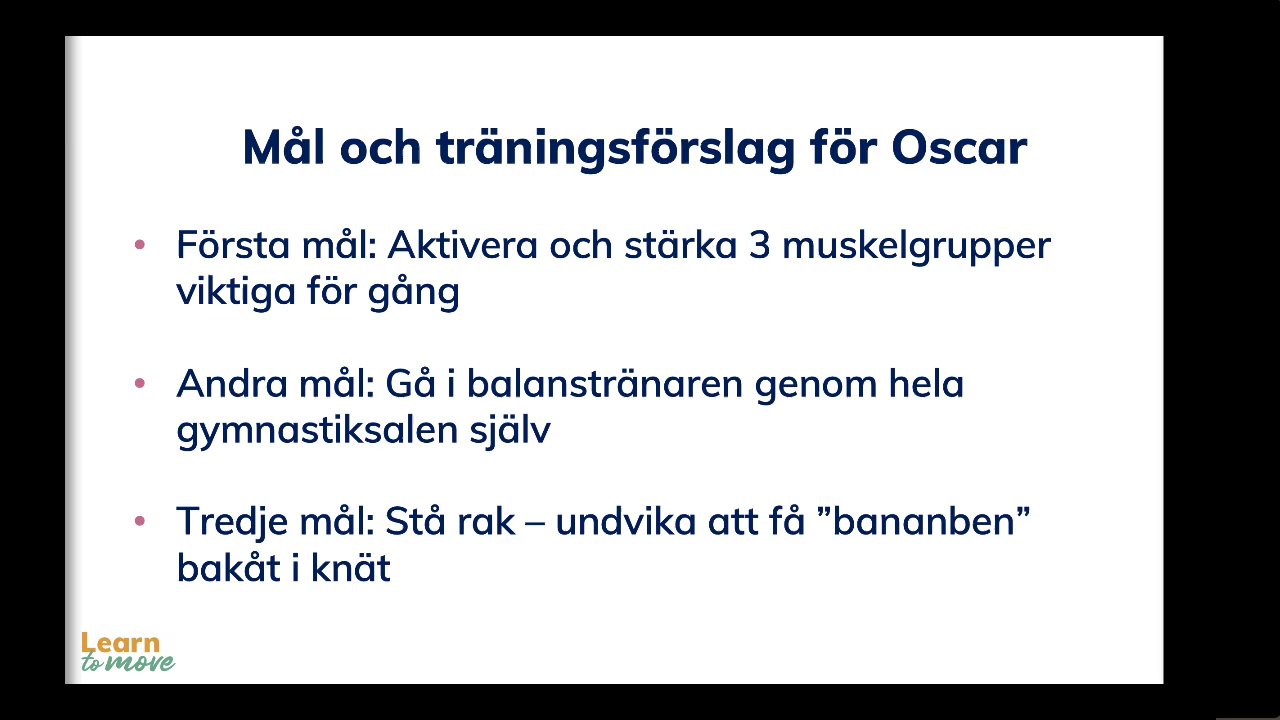 Mål och träningsförslag för Oscar
• Första mål: Aktivera och stärka 3 muskelgrupper
viktiga för gång
• Andra mål: Gå i balanstränaren genom hela
gymnastiksalen själv
• Tredje mål: Stå rak – undvika att få ”bananben”
bakåt i knät
Learn
to move